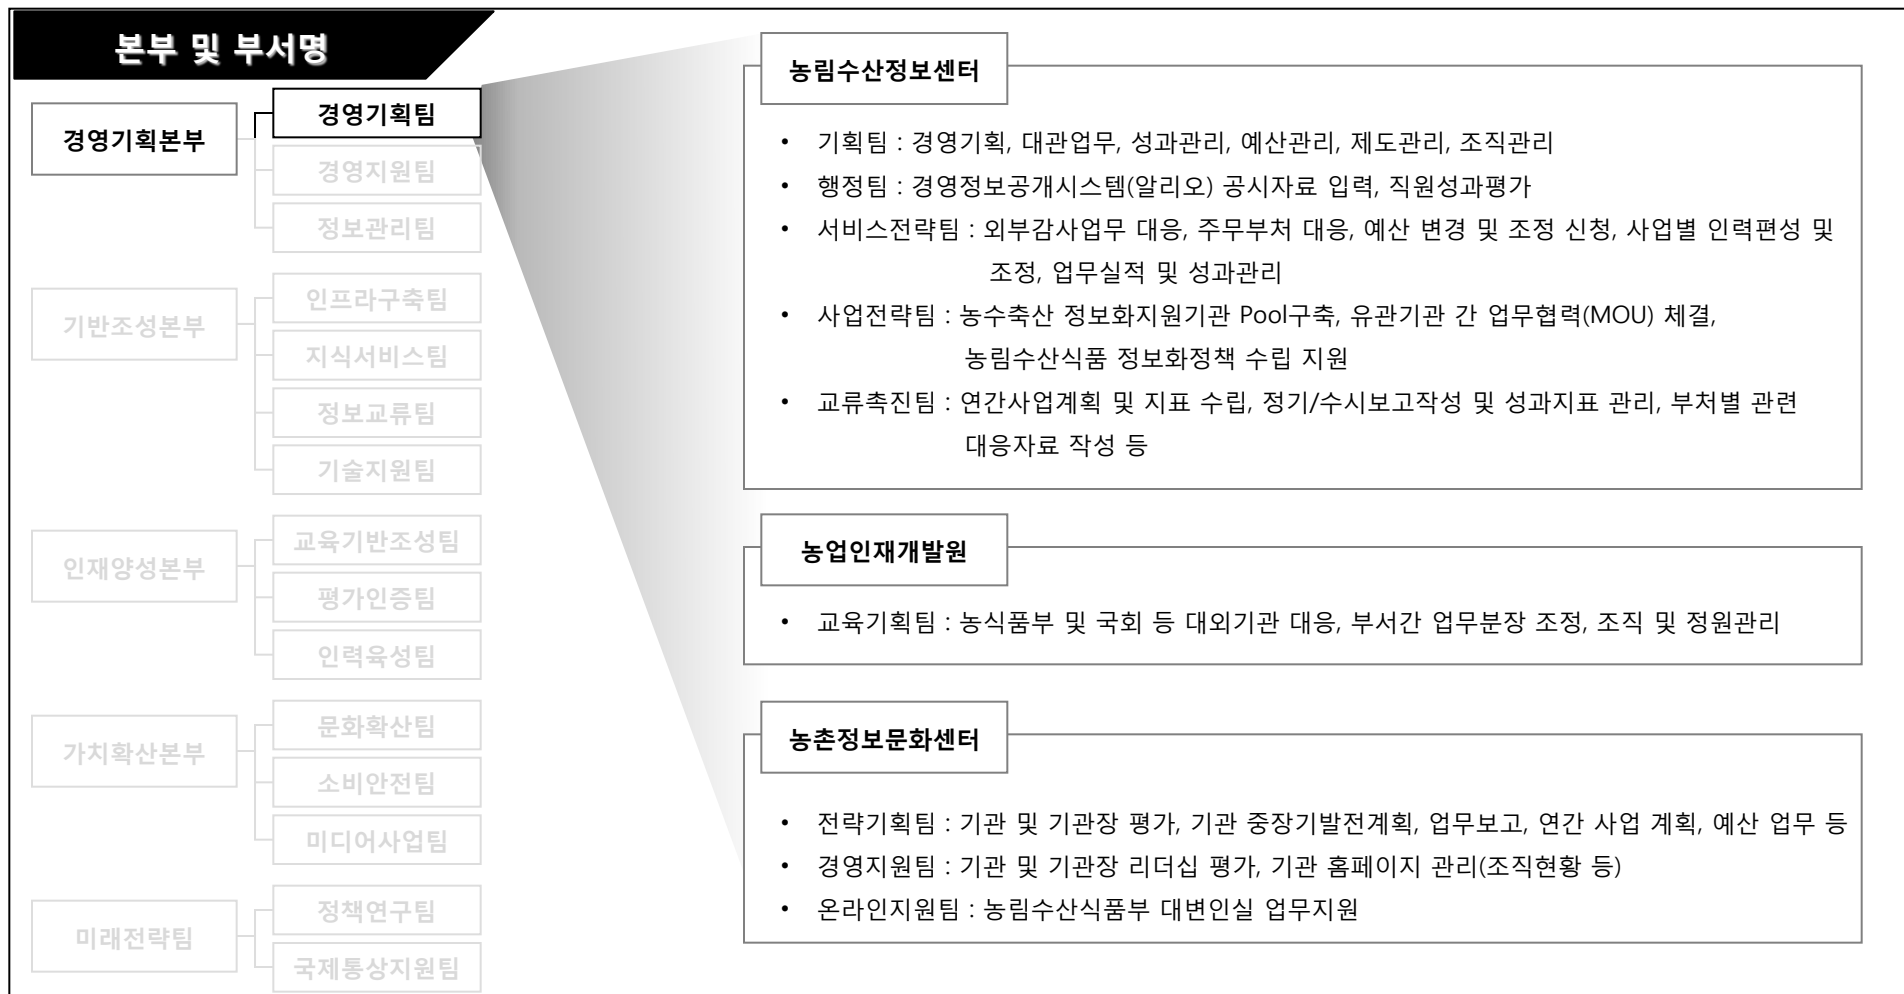 본부 및 부서명
경영기획본부
경영기획팀
경영지원팀
정보관리팀
기반조성본부
인프라구축팀
지식서비스팀
정보교류팀
기술지원팀
인재양성본부
교육기반조성팀
평가인증팀
인력육성팀
가치확산본부
문화확산팀
소비안전팀
미디어사업팀
미래전략팀
정책연구팀
국제통상지원팀
농림수산정보센터
• 기획팀 : 경영기획, 대관업무, 성과관리, 예산관리, 제도관리, 조직관리
• 행정팀 : 경영정보공개시스템(알리오) 공시자료 입력, 직원성과평가
• 서비스전략팀 : 외부감사업무 대응, 주무부처 대응, 예산 변경 및 조정 신청, 사업별 인력편성 및
조정, 업무실적 및 성과관리
• 사업전략팀 : 농수축산 정보화지원기관 Pool구축, 유관기관 간 업무협력(MOU) 체결,
농림수산식품 정보화정책 수립 지원
• 교류촉진팀 : 연간사업계획 및 지표 수립, 정기/수시보고작성 및 성과지표 관리, 부처별 관련
대응자료 작성 등
농업인재개발원
• 교육기획팀 : 농식품부 및 국회 등 대외기관 대응, 부서간 업무분장 조정, 조직 및 정원관리
농촌정보문화센터
• 전략기획팀 : 기관 및 기관장 평가, 기관 중장기발전계획, 업무보고, 연간 사업 계획, 예산 업무 등
• 경영지원팀 : 기관 및 기관장 리더십 평가, 기관 홈페이지 관리(조직현황 등)
• 온라인지원팀 : 농림수산식품부 대변인실 업무지원